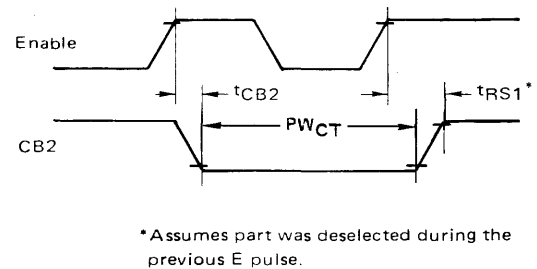 Enable
tCB2
tRS1*
PWCT
CB2
*Assumes part was deselected during the
previous E pulse.